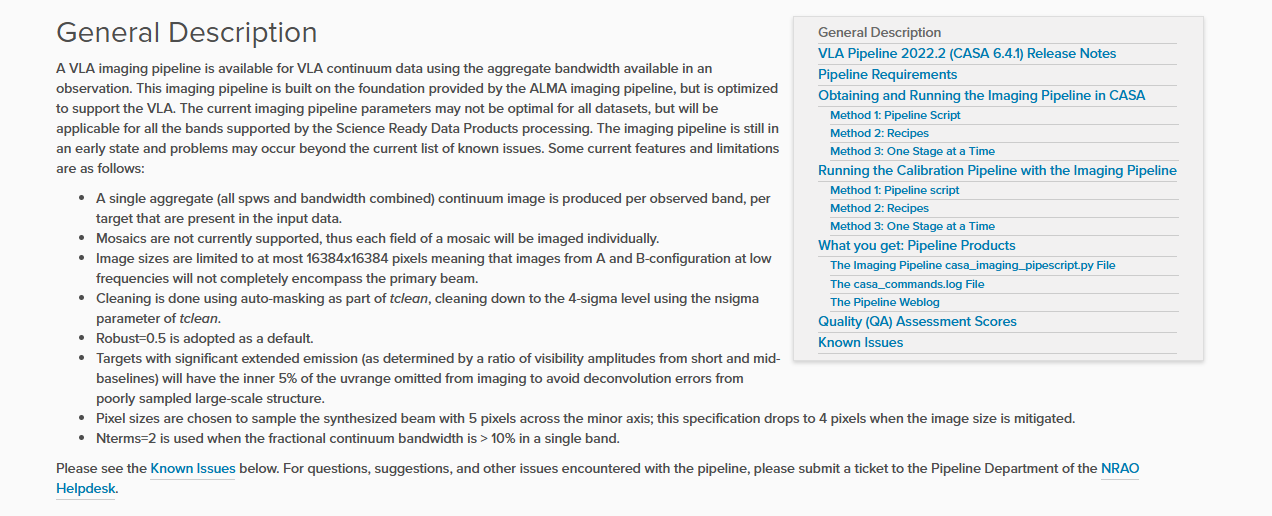 General Description
A VLA imaging pipeline is available for VLA continuum data using the aggregate bandwidth available in an
observation. This imaging pipeline is built on the foundation provided by the ALMA imaging pipeline, but is optimized
to support the VLA. The current imaging pipeline parameters may not be optimal for all datasets, but will be
applicable for all the bands supported by the Science Ready Data Products processing. The imaging pipeline is still in
an early state and problems may occur beyond the current list of known issues. Some current features and limitations
are as follows:
• A single aggregate (all spws and bandwidth combined) continuum image is produced per observed band, per
target that are present in the input data.
• Mosaics are not currently supported, thus each field of a mosaic will be imaged individually.
• Image sizes are limited to at most 16384x16384 pixels meaning that images from A and B-configuration at low
frequencies will not completely encompass the primary beam.
• Cleaning is done using auto-masking as part of tclean, cleaning down to the 4-sigma level using the nsigma
parameter of tclean.
• Robust=0.5 is adopted as a default.
• Targets with significant extended emission (as determined by a ratio of visibility amplitudes from short and mid-
baselines) will have the inner 5% of the uvrange omitted from imaging to avoid deconvolution errors from
poorly sampled large-scale structure.
• Pixel sizes are chosen to sample the synthesized beam with 5 pixels across the minor axis; this specification drops to 4 pixels when the image size is mitigated.
• Nterms=2 is used when the fractional continuum bandwidth is > 10% in a single band.
Please see the Known Issues below. For questions, suggestions, and other issues encountered with the pipeline, please submit a ticket to the Pipeline Department of the NRAO
Helpdesk.
General Description
VLA Pipeline 2022.2 (CASA 6.4.1) Release Notes
Pipeline Requirements
Obtaining and Running the Imaging Pipeline in CASA
Method 1: Pipeline Script
Method 2: Recipes
Method 3: One Stage at a Time
Running the Calibration Pipeline with the Imaging Pipeline
Method 1: Pipeline script
Method 2: Recipes
Method 3: One Stage at a Time
What you get: Pipeline Products
The Imaging Pipeline casa_imaging_pipescript.py File
The casa_commands.log File
The Pipeline Weblog
Quality (QA) Assessment Scores
Known Issues